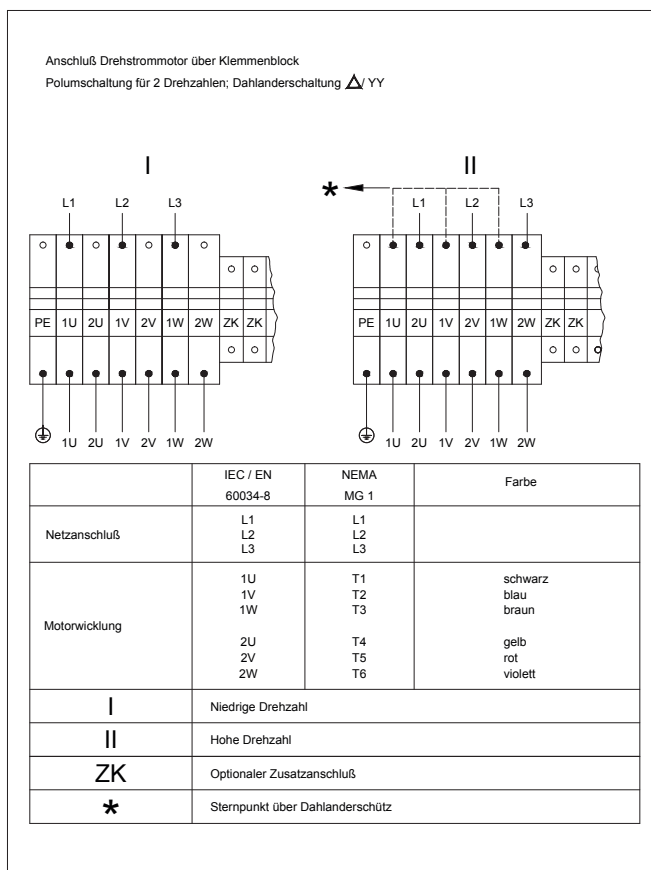 Anschluß Drehstrommotor über Klemmenblock
Polumschaltung für 2 Drehzahlen; Dahlanderschaltung △/ YY
I
II
*
L1 L2 L3
L1 L2 L3
PE 1U 2U 1V 2V 1W 2W ZK ZK
PE 1U 2U 1V 2V 1W 2W ZK ZK
1U 2U 1V 2V 1W 2W
1U 2U 1V 2V 1W 2W
IEC / EN NEMA Farbe
60034-8 MG 1
Netzanschluß
L1 L1
L2 L2
L3 L3
Motorwicklung
1U T1 schwarz
1V T2 blau
1W T3 braun
2U T4 gelb
2V T5 rot
2W T6 violett
I Niedrige Drehzahl
II Hohe Drehzahl
ZK Optionaler Zusatzanschluß
* Sternpunkt über Dahlanderschütz